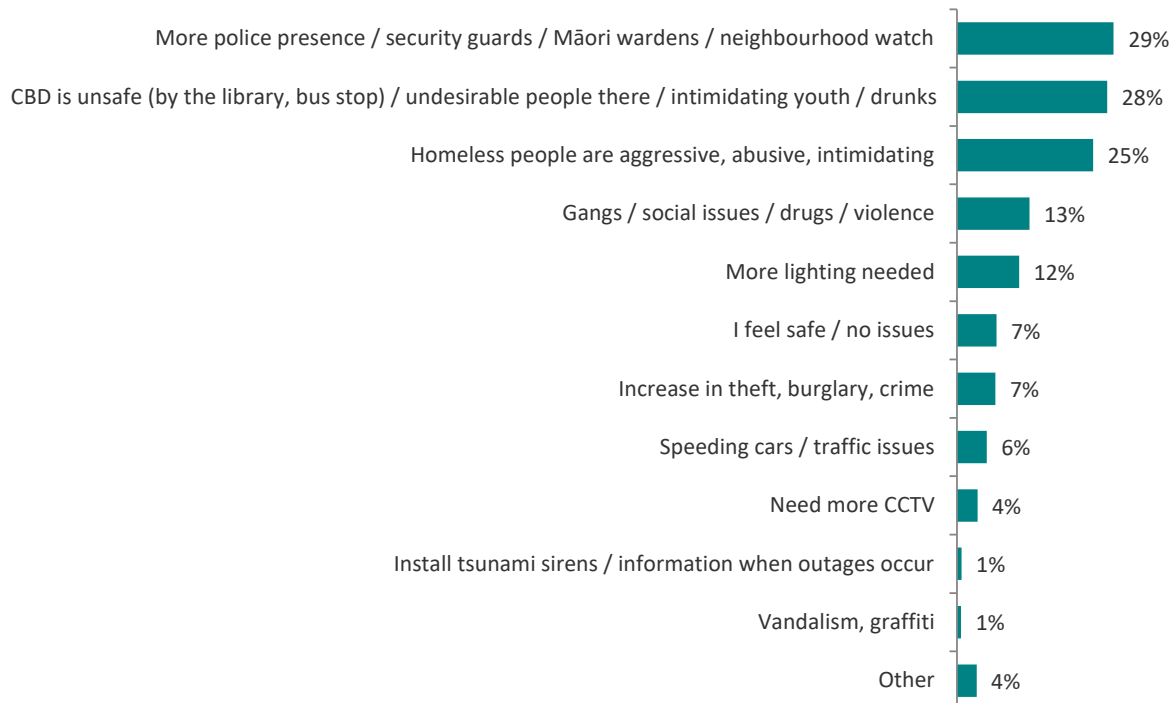 More police presence / security guards / Māori wardens / neighbourhood watch 29%
CBD is unsafe (by the library, bus stop) / undesirable people there / intimidating youth / drunks 28%
Homeless people are aggressive, abusive, intimidating 25%
Gangs / social issues / drugs / violence 13%
More lighting needed 12%
I feel safe / no issues 7%
Increase in theft, burglary, crime 7%
Speeding cars / traffic issues 6%
Need more CCTV 4%
Install tsunami sirens / information when outages occur 1%
Vandalism, graffiti 1%
Other 4%